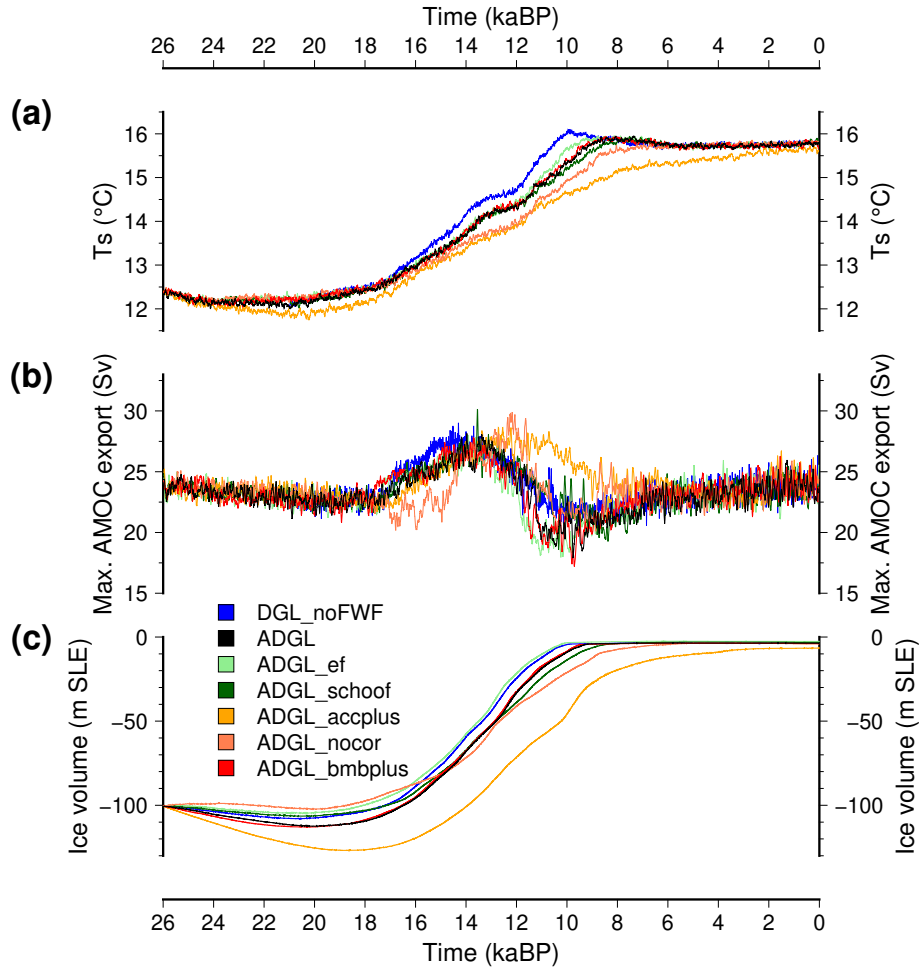 Time (kaBP)
26 24 22 20 18 16 14 12 10 8 6 4 2 0
(a)
Ts (°C)
16
15
14
13
12
16
15
14
13
12
Ts (°C)
(b)
Max. AMOC export (Sv)
30
25
20
15
30
25
20
15
Max. AMOC export (Sv)
(c)
Ice volume (m SLE)
0
−50
−100
DGL_noFWF
ADGL
ADGL_ef
ADGL_schoof
ADGL_accplus
ADGL_nocor
ADGL_bmbplus
0
−50
−100
Ice volume (m SLE)
26 24 22 20 18 16 14 12 10 8 6 4 2 0
Time (kaBP)